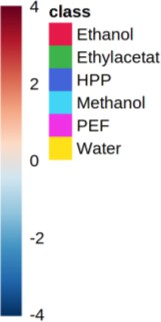 4
2
0
-2
-4
class
Ethanol
Ethylacetat
HPP
Methanol
PEF
Water